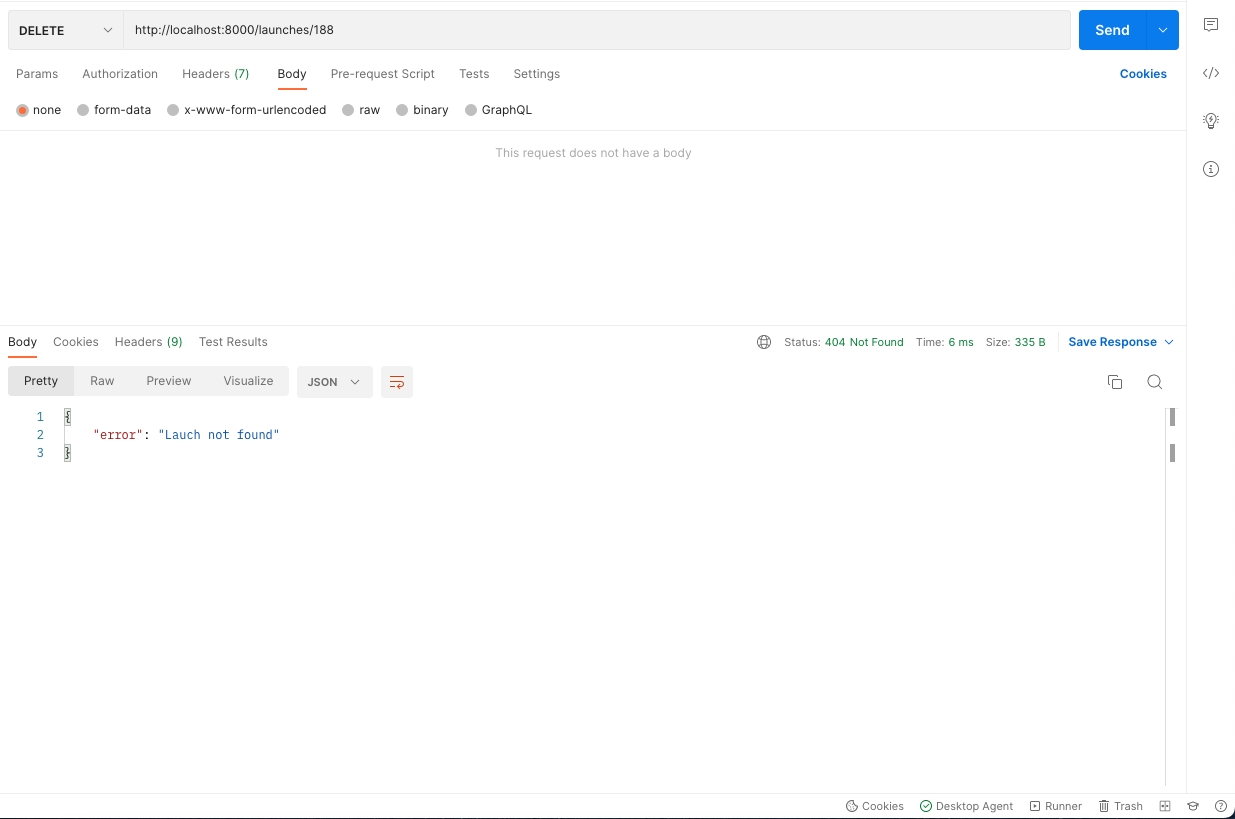 DELETE http://localhost:8000/launches/188 Send
Params Authorization Headers (7) Body Pre-request Script Tests Settings Cookies
none form-data x-www-form-urlencoded raw binary GraphQL
This request does not have a body
Body Cookies Headers (9) Test Results Status: 404 Not Found Time: 6 ms Size: 335 B Save Response
Pretty Raw Preview Visualize JSON
1 {
2 "error": "Lauch not found"
3 }
Cookies Desktop Agent Runner Trash